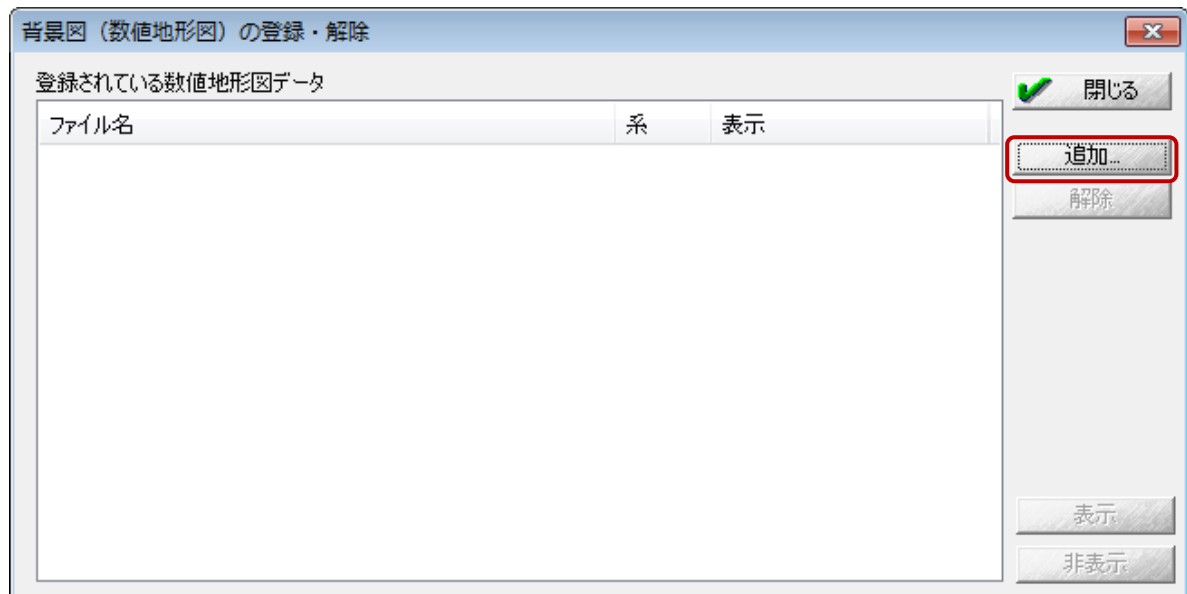 背景図（数値地形図）の登録・解除
登録されている数値地形図データ
閉じる
ファイル名 系 表示
追加...
解除
表示
非表示